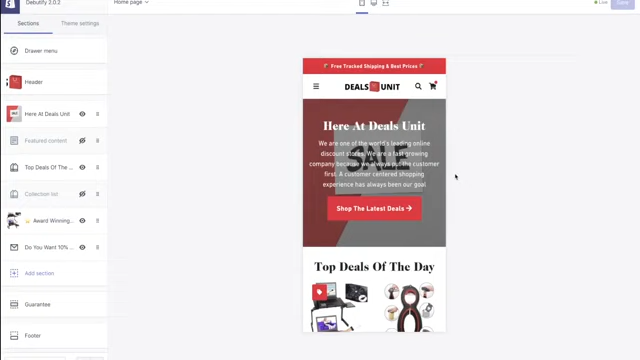 Debutify 2.0.2
Home page
Live
Save
Sections
Theme settings
Drawer menu
Header
Here At Deals Unit
Featured content
Top Deals Of The ...
Collection list
Award Winning...
Do You Want 10% ...
Add section
Guarantee
Footer
Free Tracked Shipping & Best Prices
DEALS UNIT
SALE
Here At Deals Unit
We are one of the world's leading online
discount stores. We are a fast growing
company because we always put the customer
first. A customer centered shopping
experience has always been our goal
Shop The Latest Deals
Top Deals Of The Day